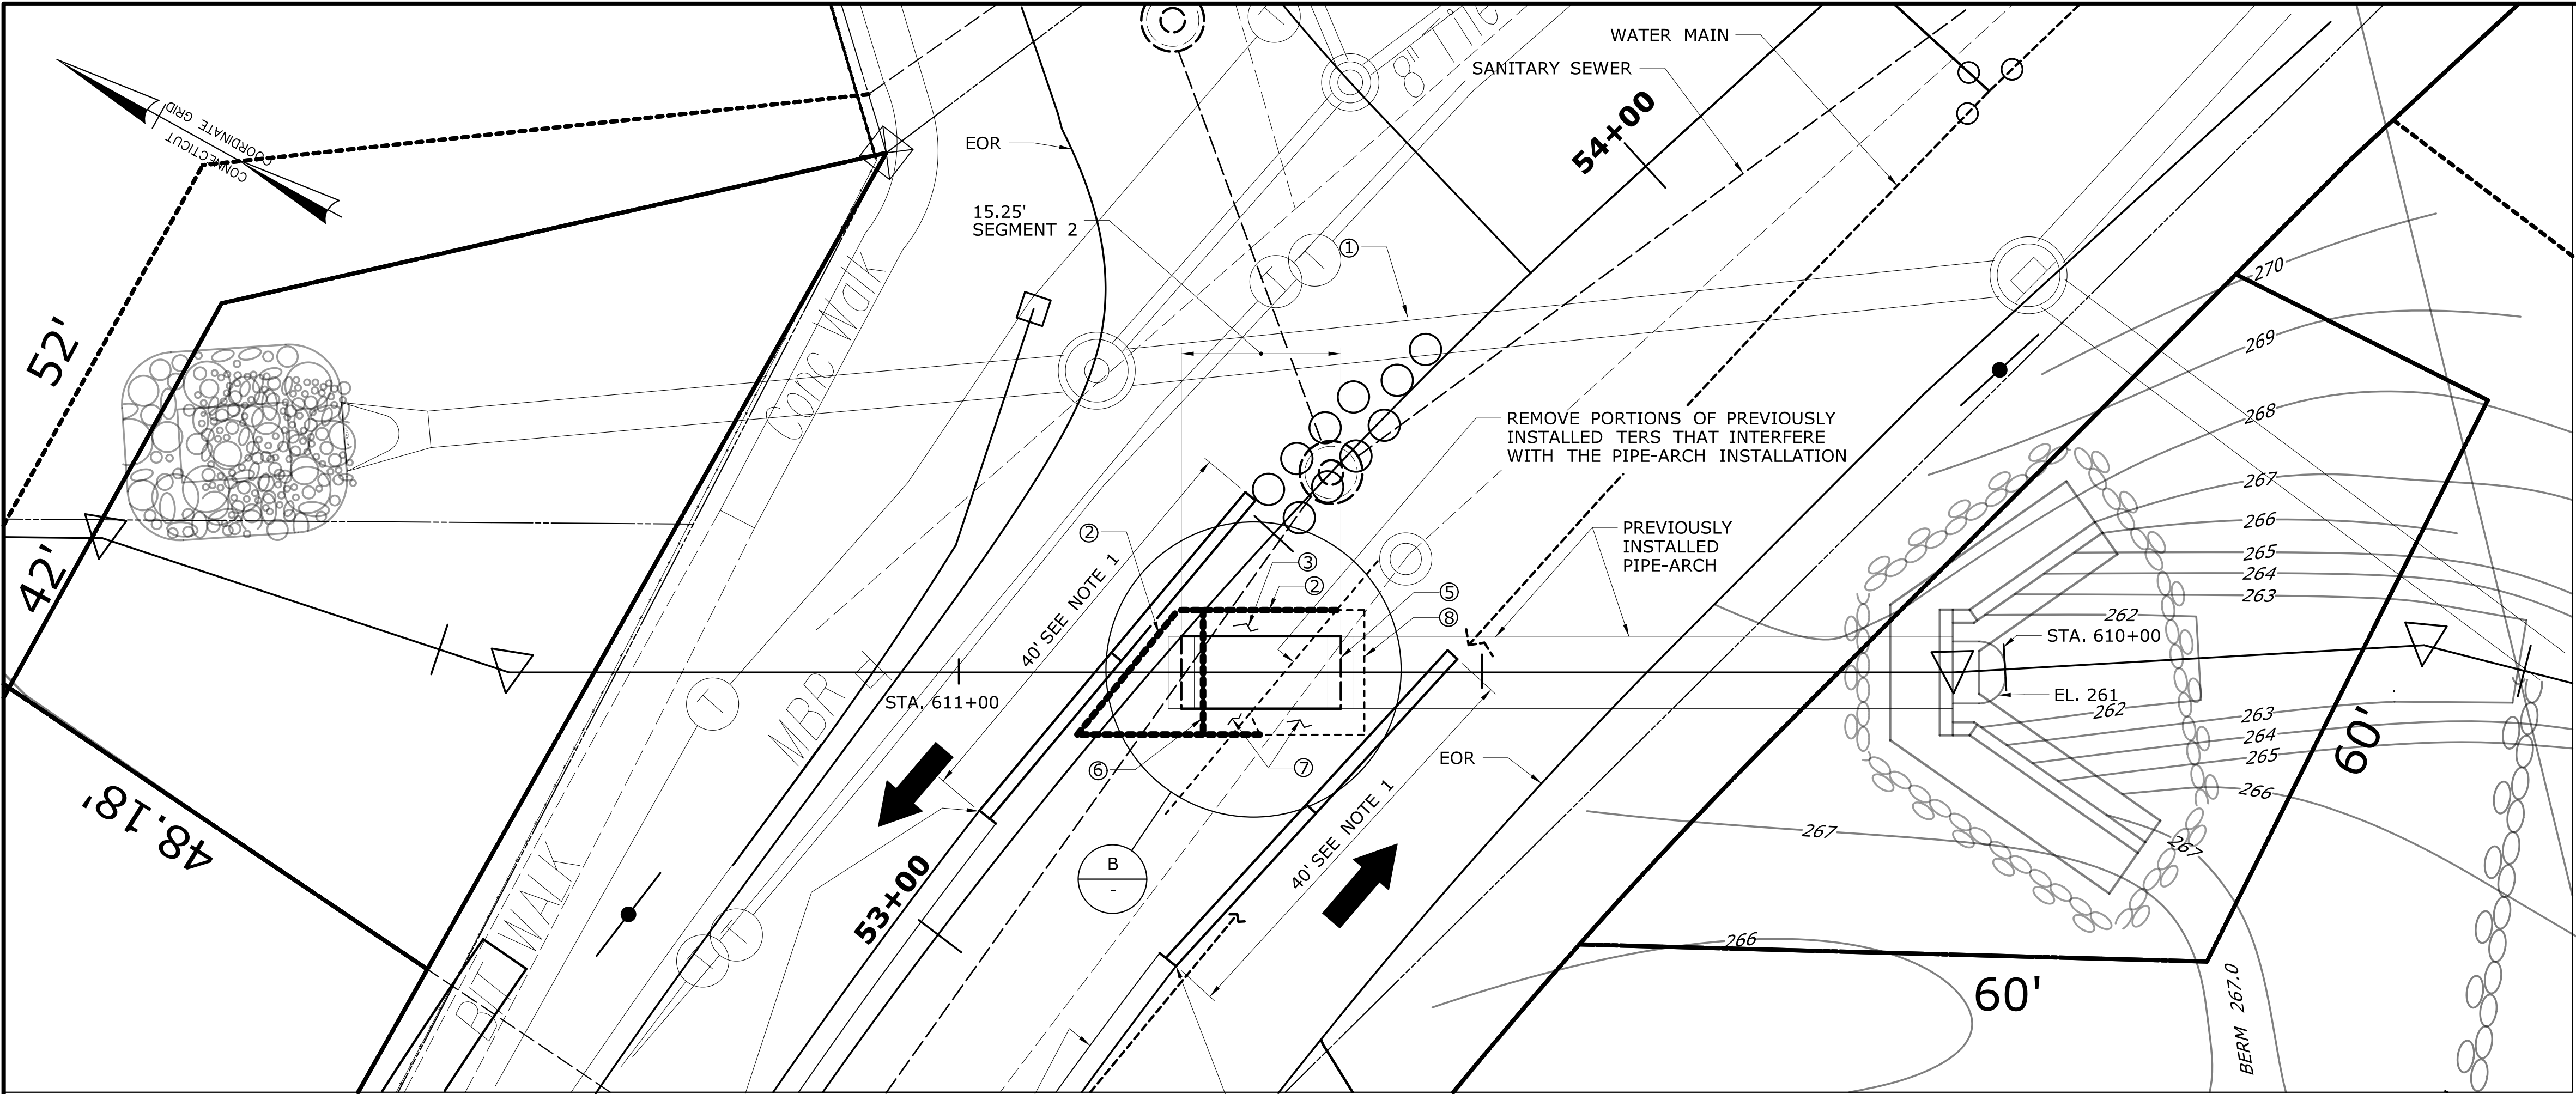 WATER MAIN
SANITARY SEWER
8" Tile
CONNECTICUT
COORDINATE GRID
EOR
54+00
15.25'
SEGMENT 2
①
52'
Conc Walk
270
269
268
267
266
265
264
263
262
REMOVE PORTIONS OF PREVIOUSLY
INSTALLED TERS THAT INTERFERE
WITH THE PIPE-ARCH INSTALLATION
PREVIOUSLY
INSTALLED
PIPE-ARCH
②
③
②
⑤
⑧
40' SEE NOTE 1
42'
STA. 610+00
EL. 261
262
263
264
265
266
267
267
STA. 611+00
MBR
⑥
⑦
EOR
60'
48.18'
40' SEE NOTE 1
53+00
B
-
BIT WALK
266
60'
BERM 267.0
T
T
T
T
T
T